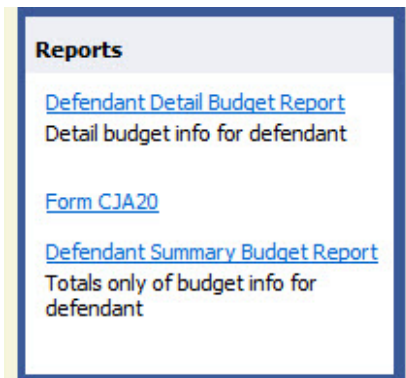 Reports
Defendant Detail Budget Report
Detail budget info for defendant
Form CJA20
Defendant Summary Budget Report
Totals only of budget info for
defendant